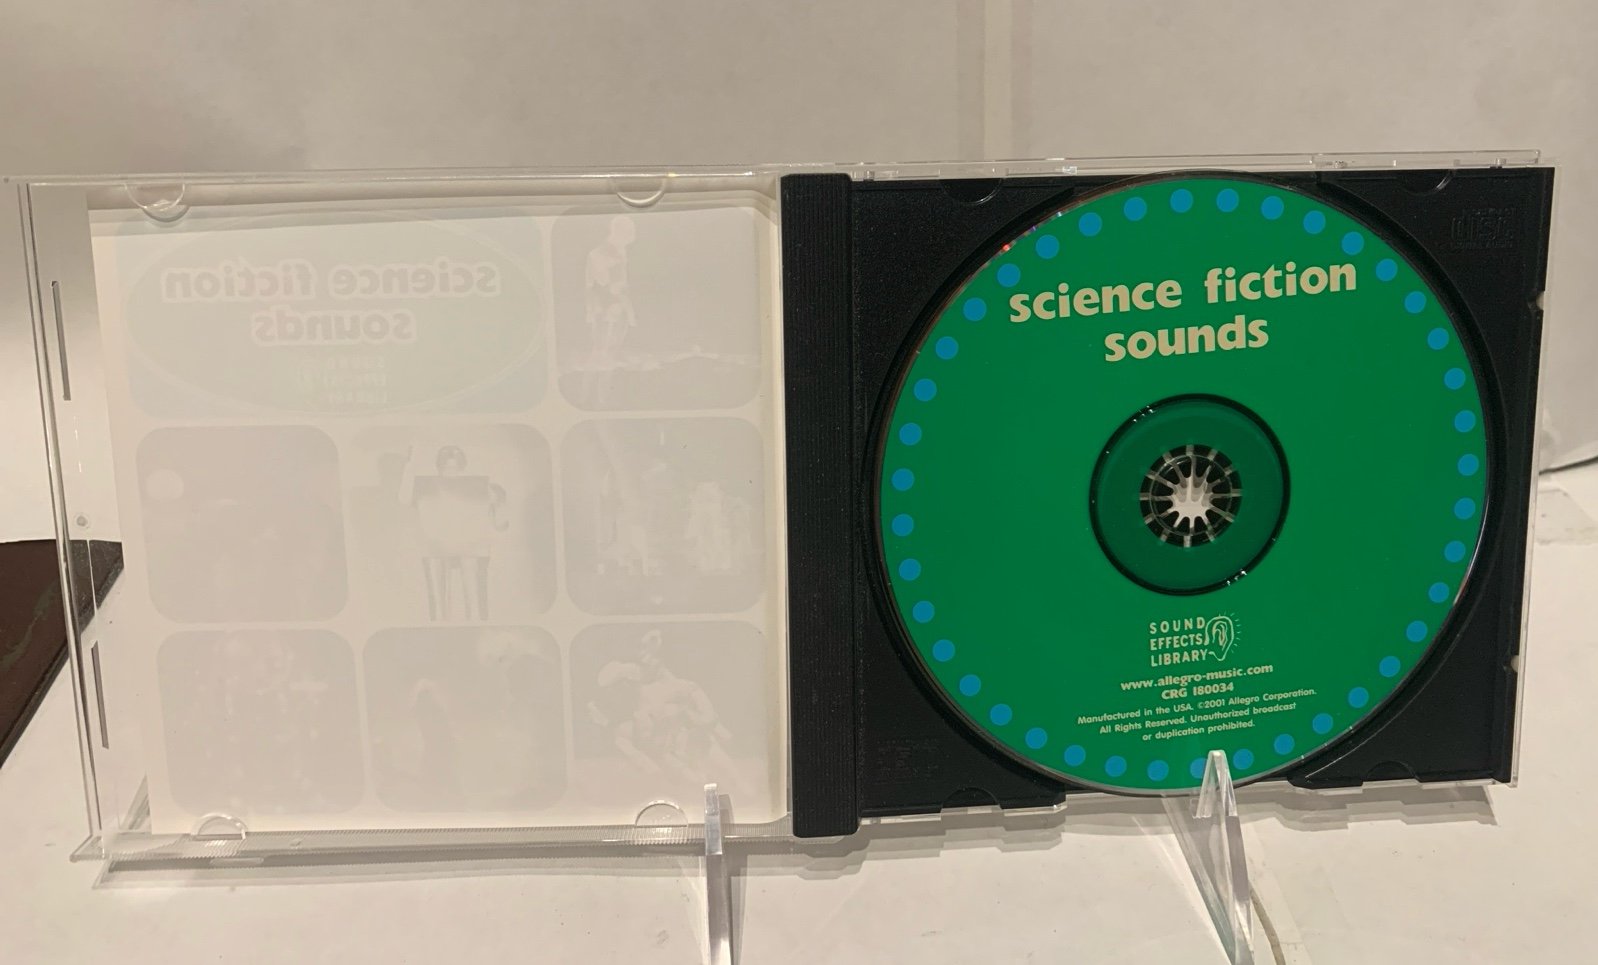 science fiction
sounds
science fiction
sounds
SOUND
EFFECTS
LIBRARY
www.allegro-music.com
CRG 180034
Manufactured in the USA. ©2001 Allegro Corporation.
All Rights Reserved. Unauthorized broadcast
or duplication prohibited.